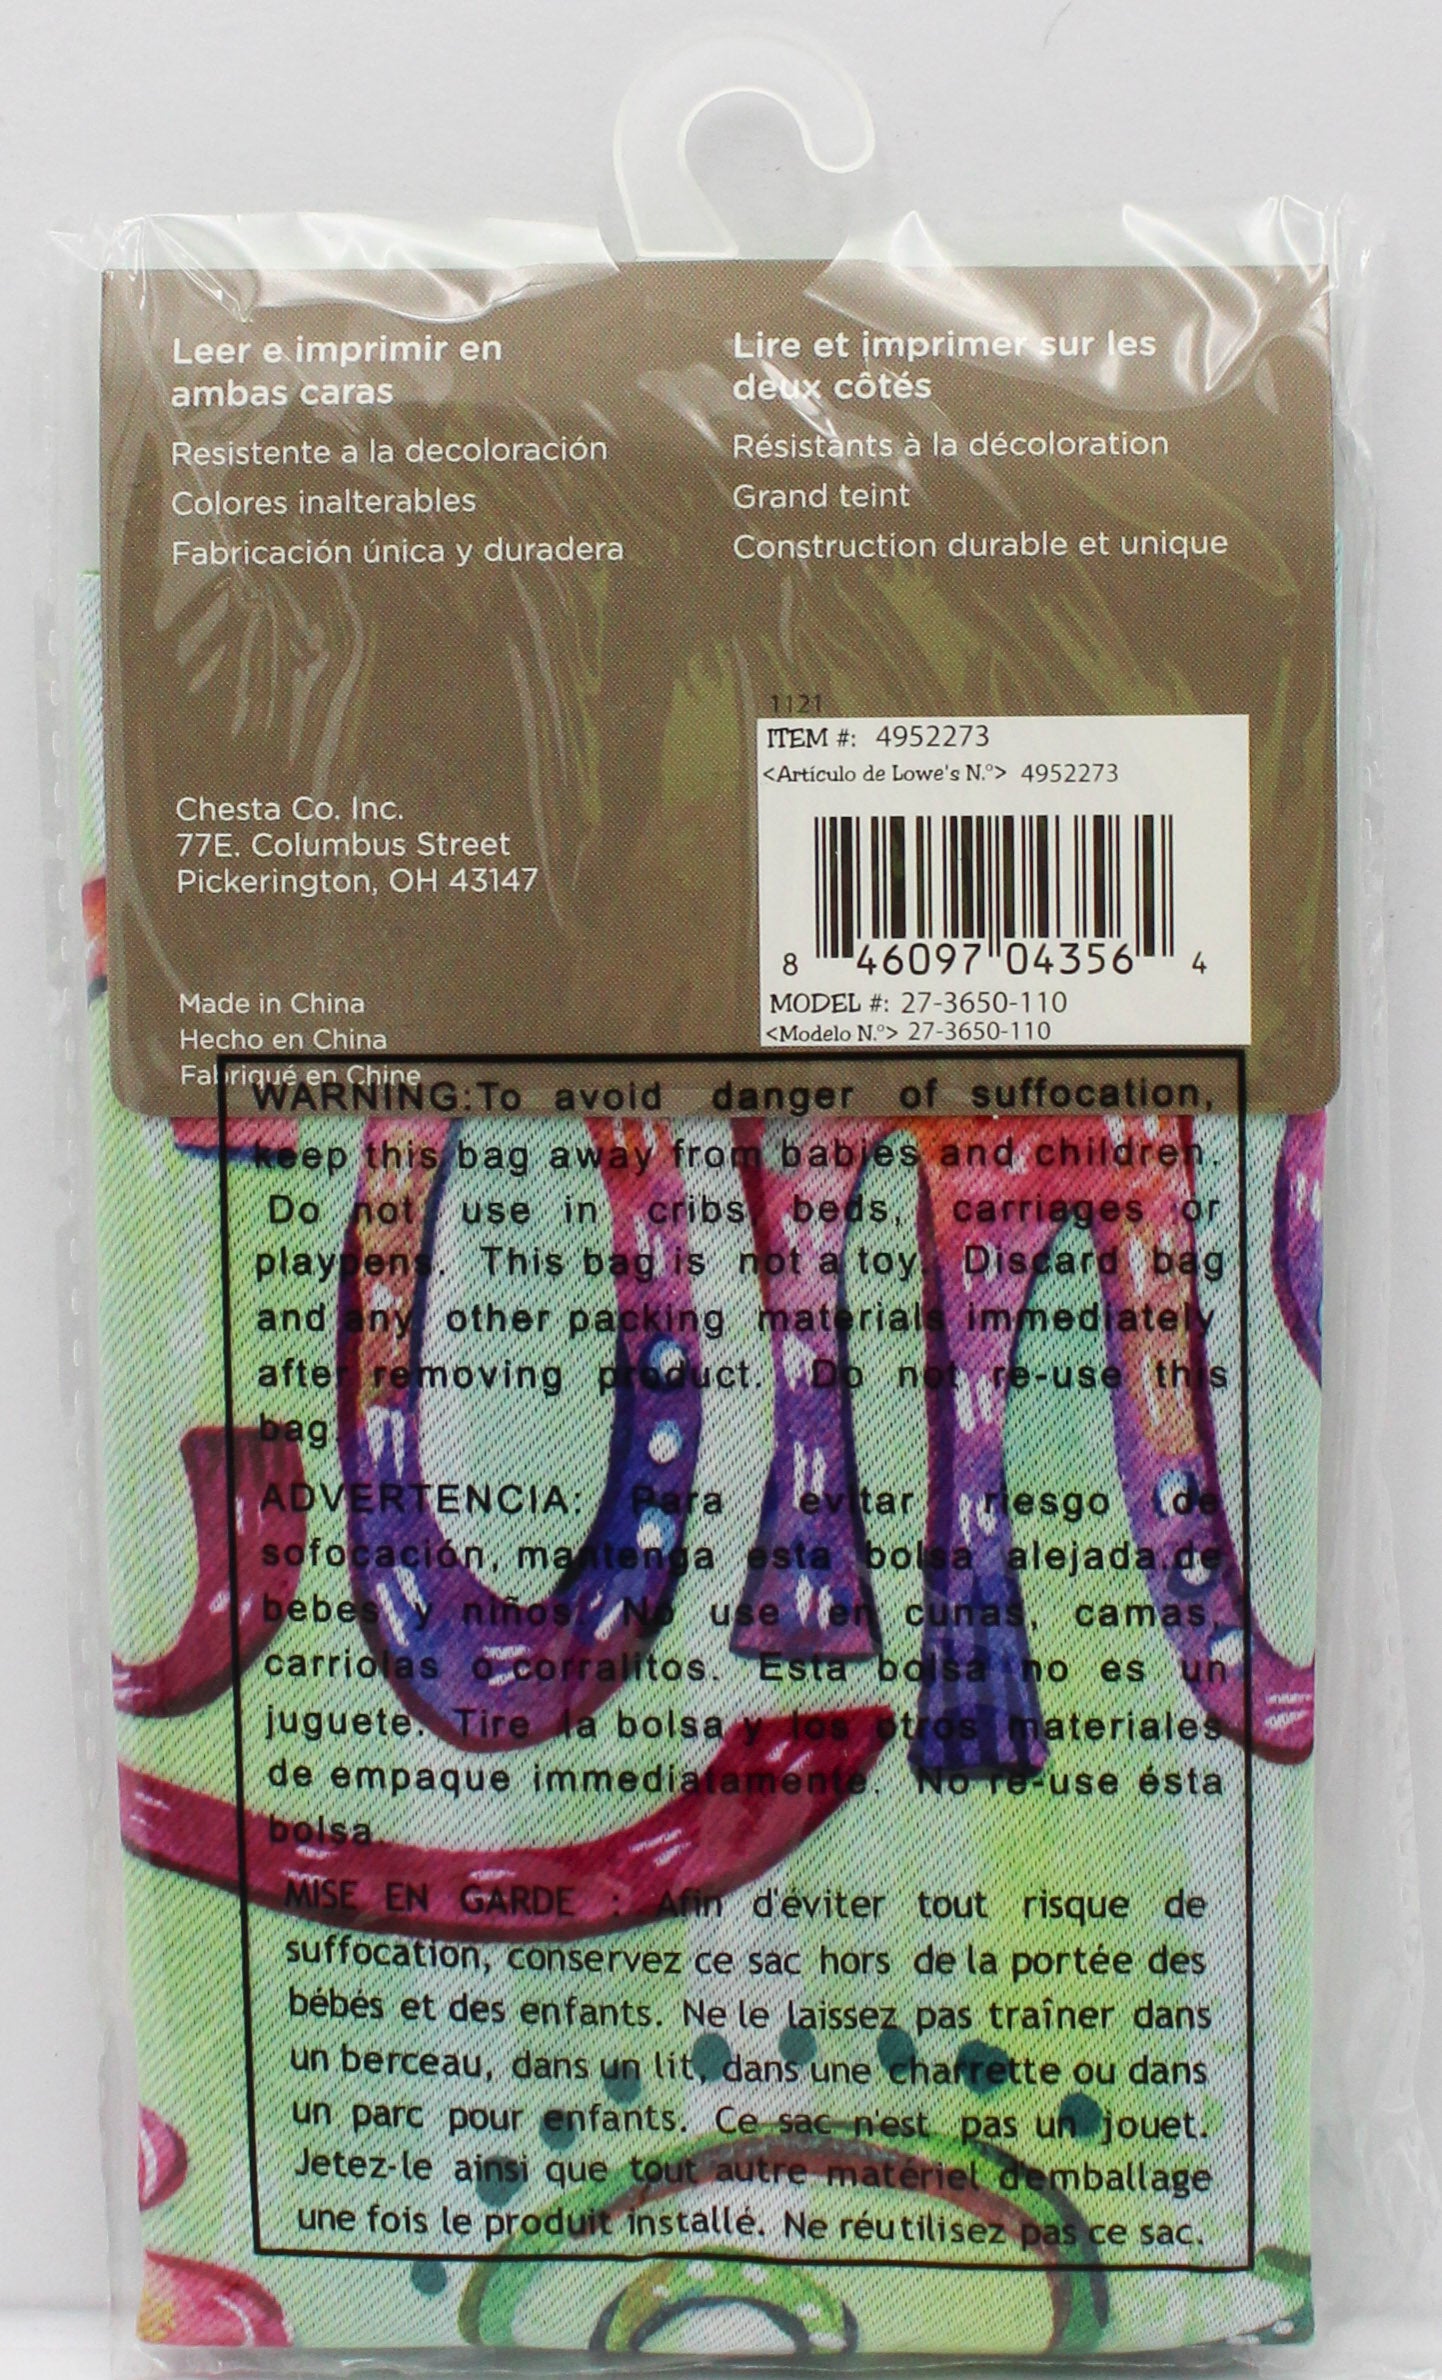 Leer e imprimir en
ambas caras
Resistente a la decoloración
Colores inalterables
Fabricación única y duradera
Lire et imprimer sur les
deux côtés
Résistants à la décoloration
Grand teint
Construction durable et unique
Chesta Co. Inc.
77E. Columbus Street
Pickerington, OH 43147
Made in China
Hecho en China
Fabriqué en Chine
1121
ITEM #: 4952273
<Artículo de Lowe's N.º> 4952273
8 46097 04356 4
MODEL #: 27-3650-110
<Modelo N.º> 27-3650-110
WARNING:To avoid danger of suffocation,
keep this bag away from babies and children.
Do not use in cribs, beds, carriages or
playpens. This bag is not a toy. Discard bag
and any other packing materials immediately
after removing product. Do not re-use this
bag.
ADVERTENCIA: Para evitar riesgo de
sofocación, mantenga esta bolsa alejada.de
bebes y niños. No use en cunas, camas,
carriolas o corralitos. Esta bolsa no es un
juguete. Tire la bolsa y los otros materiales
de empaque immediatamente. No re-use ésta
bolsa.
MISE EN GARDE : Afin d'éviter tout risque de
suffocation, conservez ce sac hors de la portée des
bébés et des enfants. Ne le laissez pas traîner dans
un berceau, dans un lit, dans une charrette ou dans
un parc pour enfants. Ce sac n'est pas un jouet.
Jetez-le ainsi que tout autre matériel d'emballage
une fois le produit installé. Ne réutilisez pas ce sac.